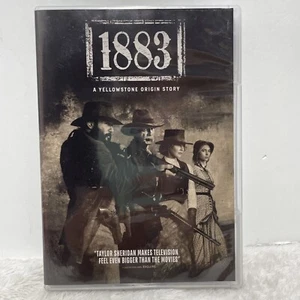 1883
A YELLOWSTONE ORIGIN STORY
"TAYLOR SHERIDAN MAKES TELEVISION
FEEL EVEN BIGGER THAN THE MOVIES"